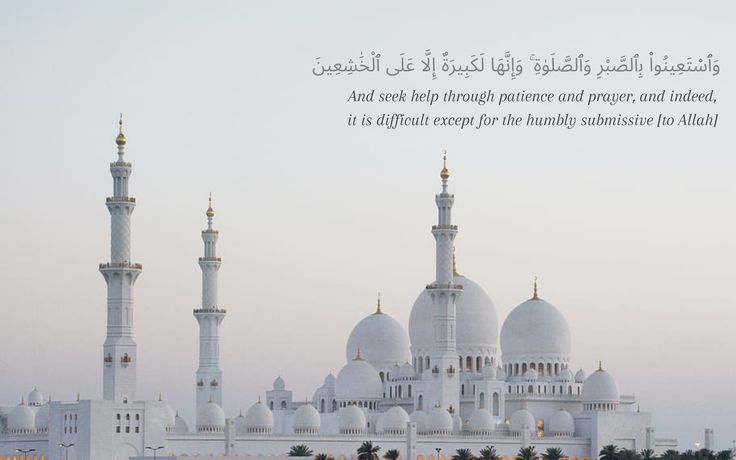 وَٱسْتَعِينُوا۟ بِٱلصَّبْرِ وَٱلصَّلَوٰةِ ۚ وَإِنَّهَا لَكَبِيرَةٌ إِلَّا عَلَى ٱلْخَٰشِعِينَ
And seek help through patience and prayer, and indeed,
it is difficult except for the humbly submissive [to Allah]